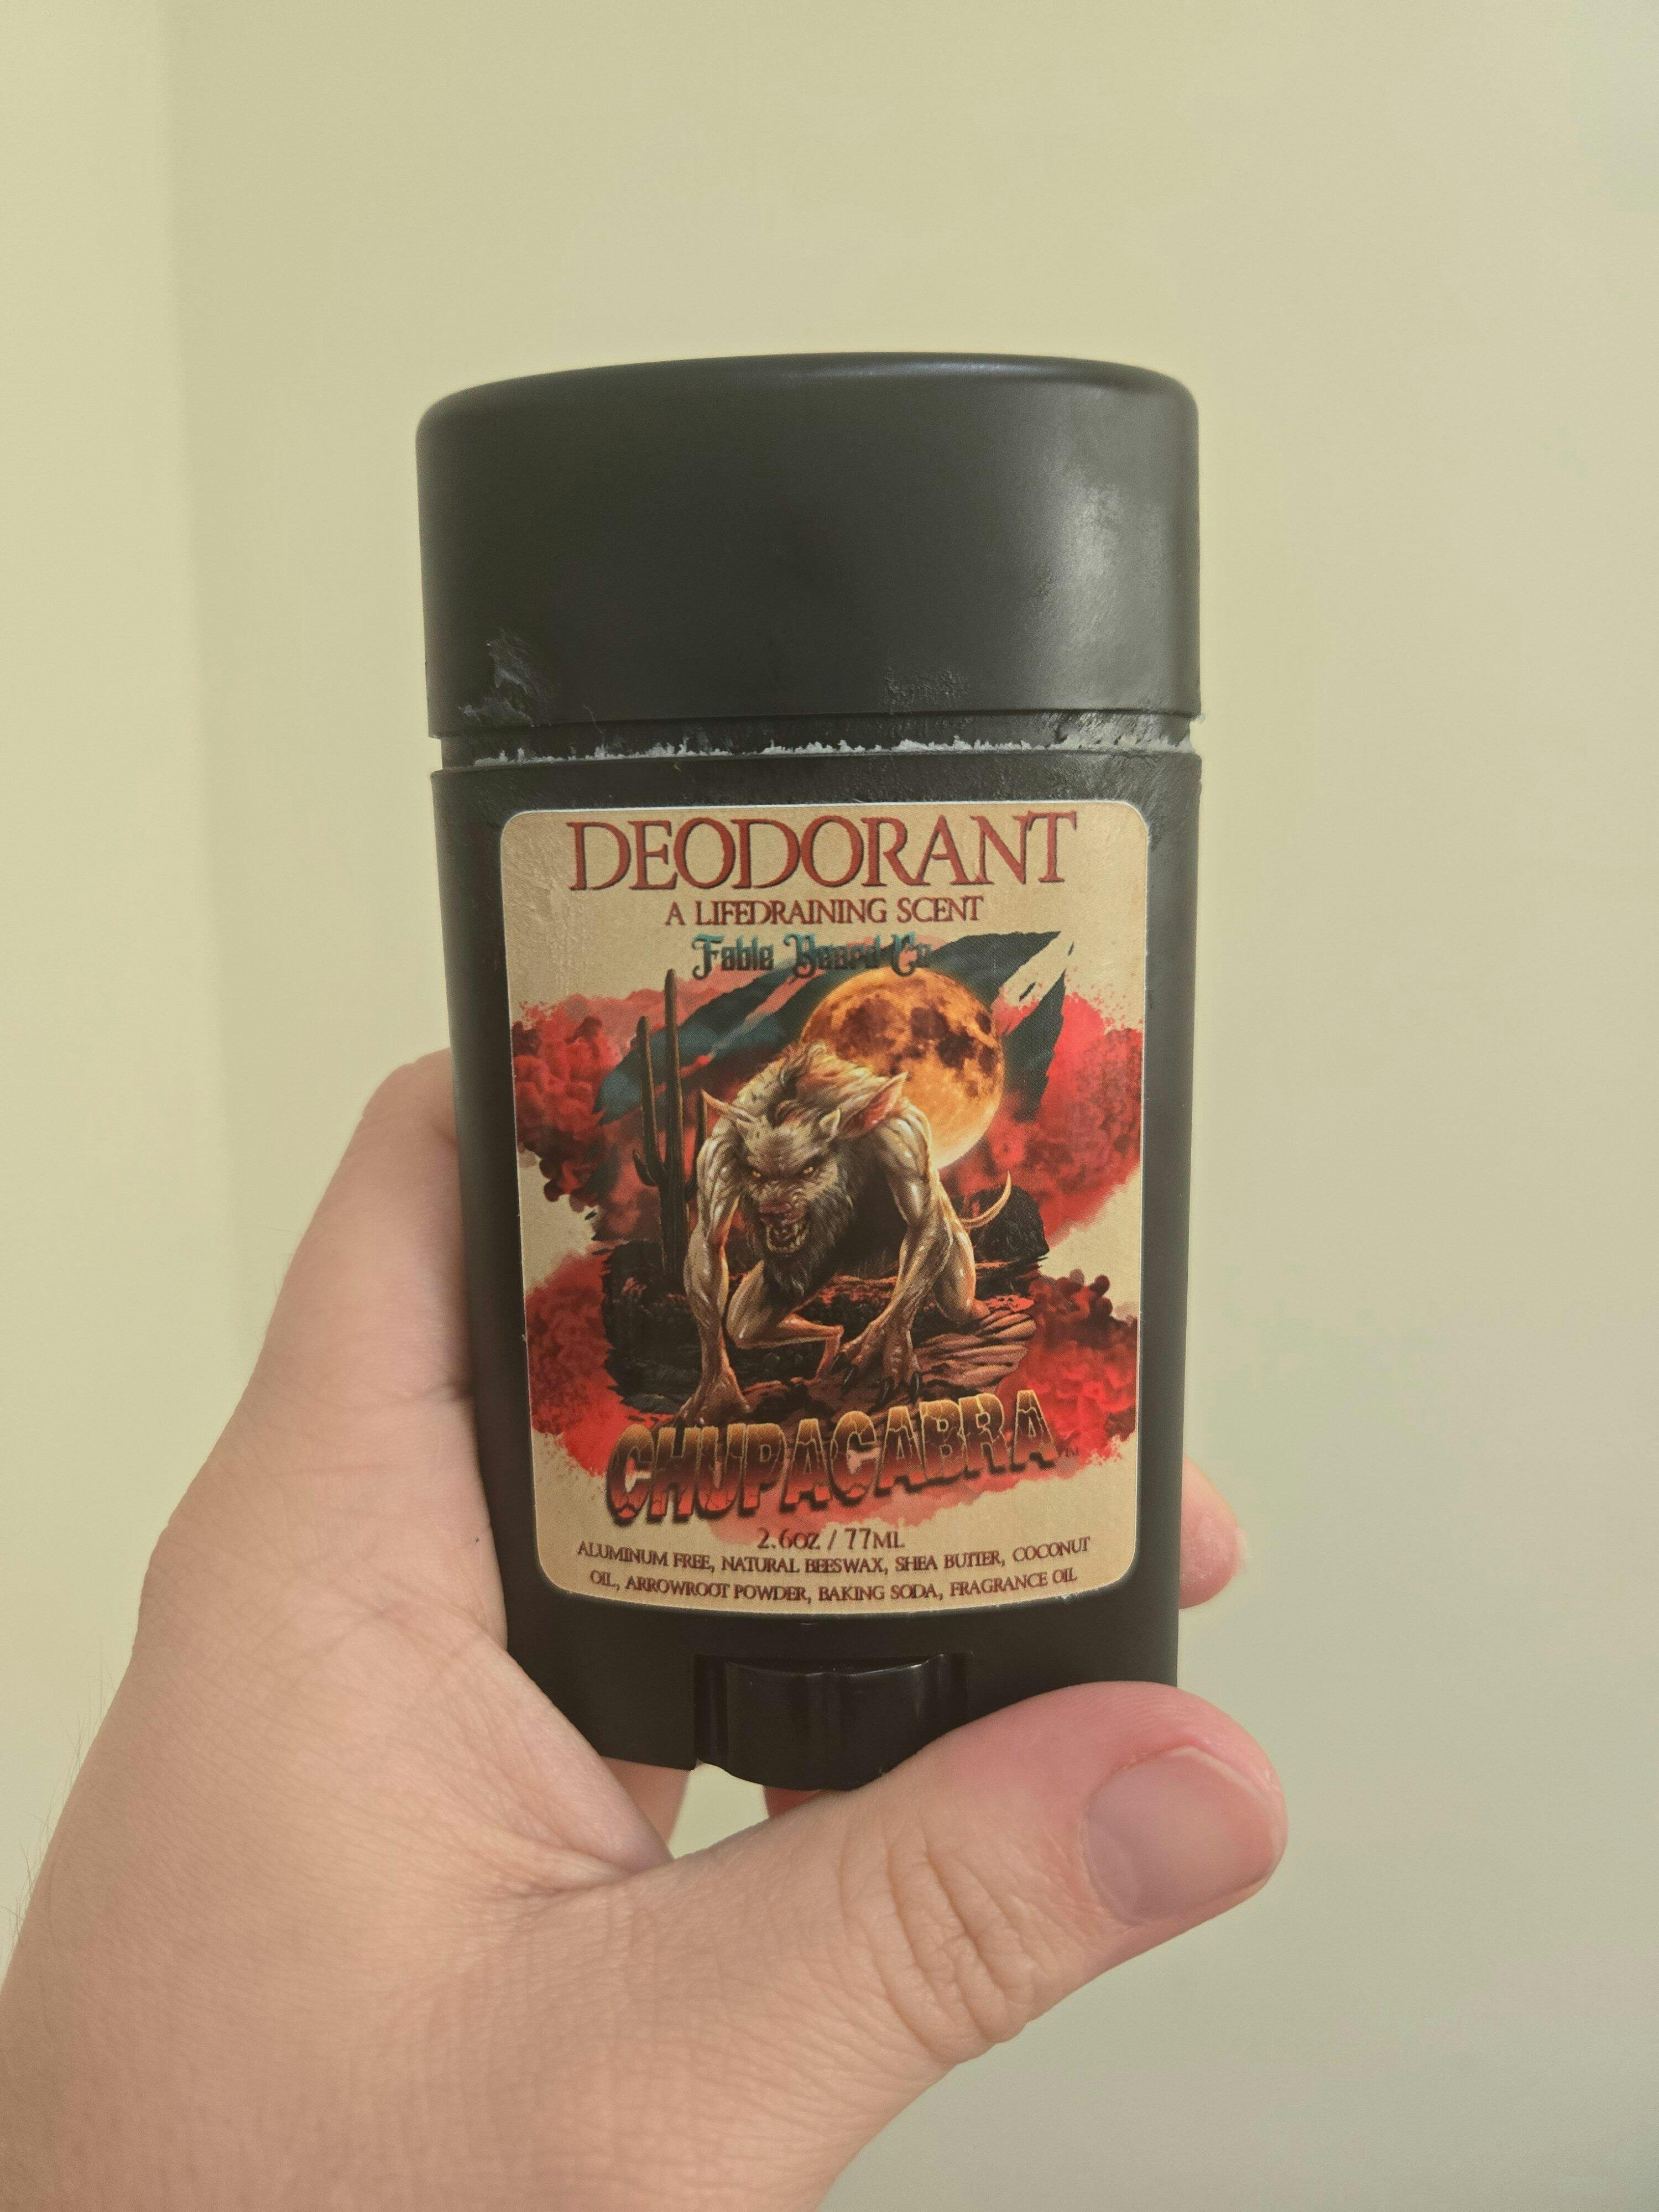 DEODORANT
A LIFEDRAINING SCENT
Fable Beard Co
CHUPACABRA™
2.6OZ / 77ML
ALUMINUM FREE, NATURAL BEESWAX, SHEA BUTTER, COCONUT
OIL, ARROWROOT POWDER, BAKING SODA, FRAGRANCE OIL